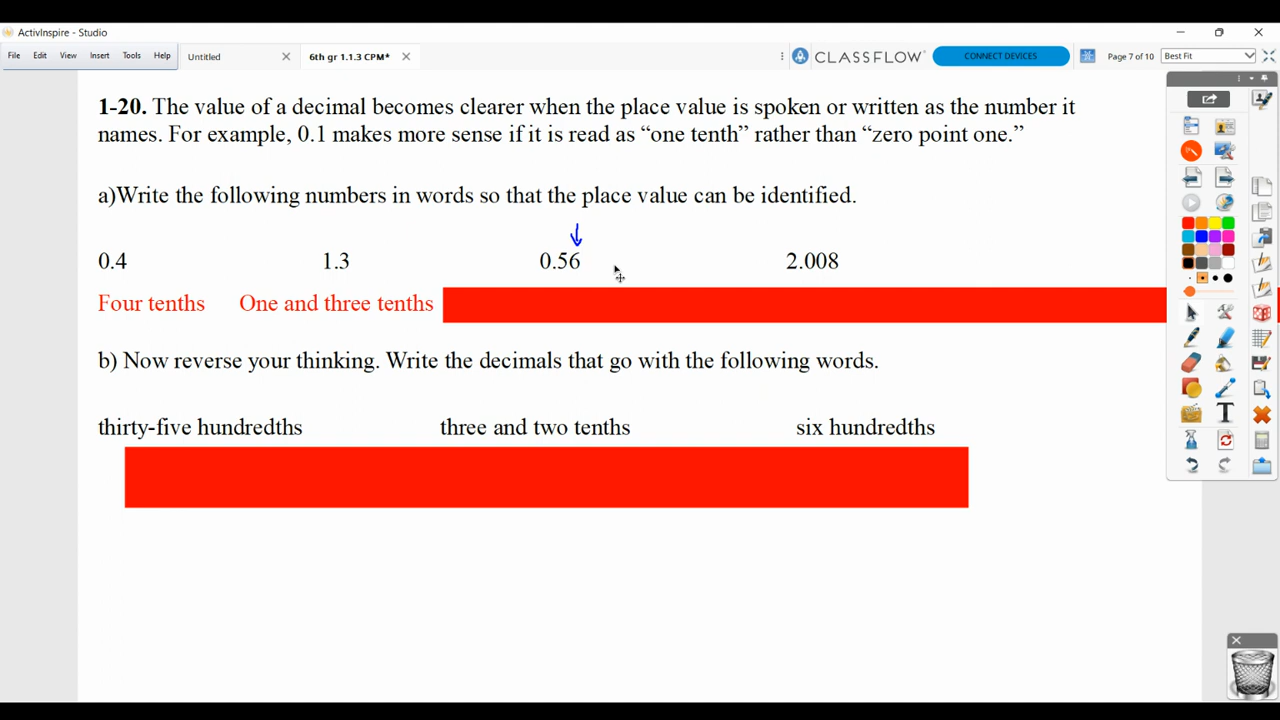 ActivInspire - Studio
File Edit View Insert Tools Help Untitled 6th gr 1.1.3 CPM* CLASSFLOW CONNECT DEVICES Page 7 of 10 Best Fit
1-20. The value of a decimal becomes clearer when the place value is spoken or written as the number it
names. For example, 0.1 makes more sense if it is read as “one tenth” rather than “zero point one.”
a)Write the following numbers in words so that the place value can be identified.
0.4 1.3 0.56 2.008
Four tenths One and three tenths
b) Now reverse your thinking. Write the decimals that go with the following words.
thirty-five hundredths three and two tenths six hundredths